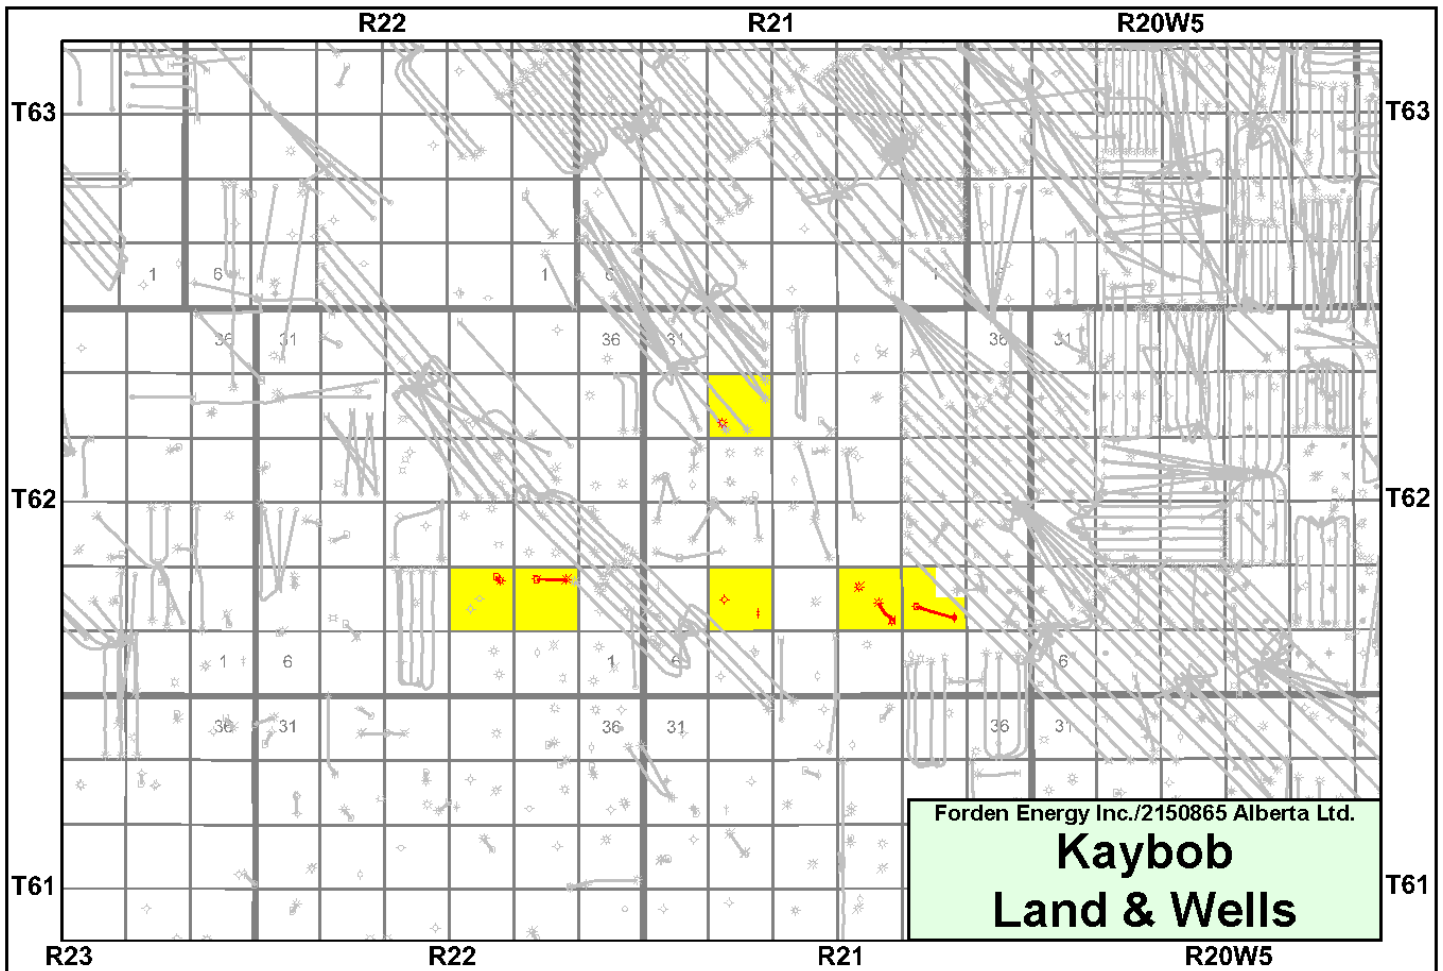 R22 R21 R20W5
T63 T63
1 6 1 6 1
36 31 36 31 36 31
T62 T62
1 6 1 6 6
36 31 36 31 36 31
Forden Energy Inc./2150865 Alberta Ltd.
Kaybob
Land & Wells
T61 T61
R23 R22 R21 R20W5